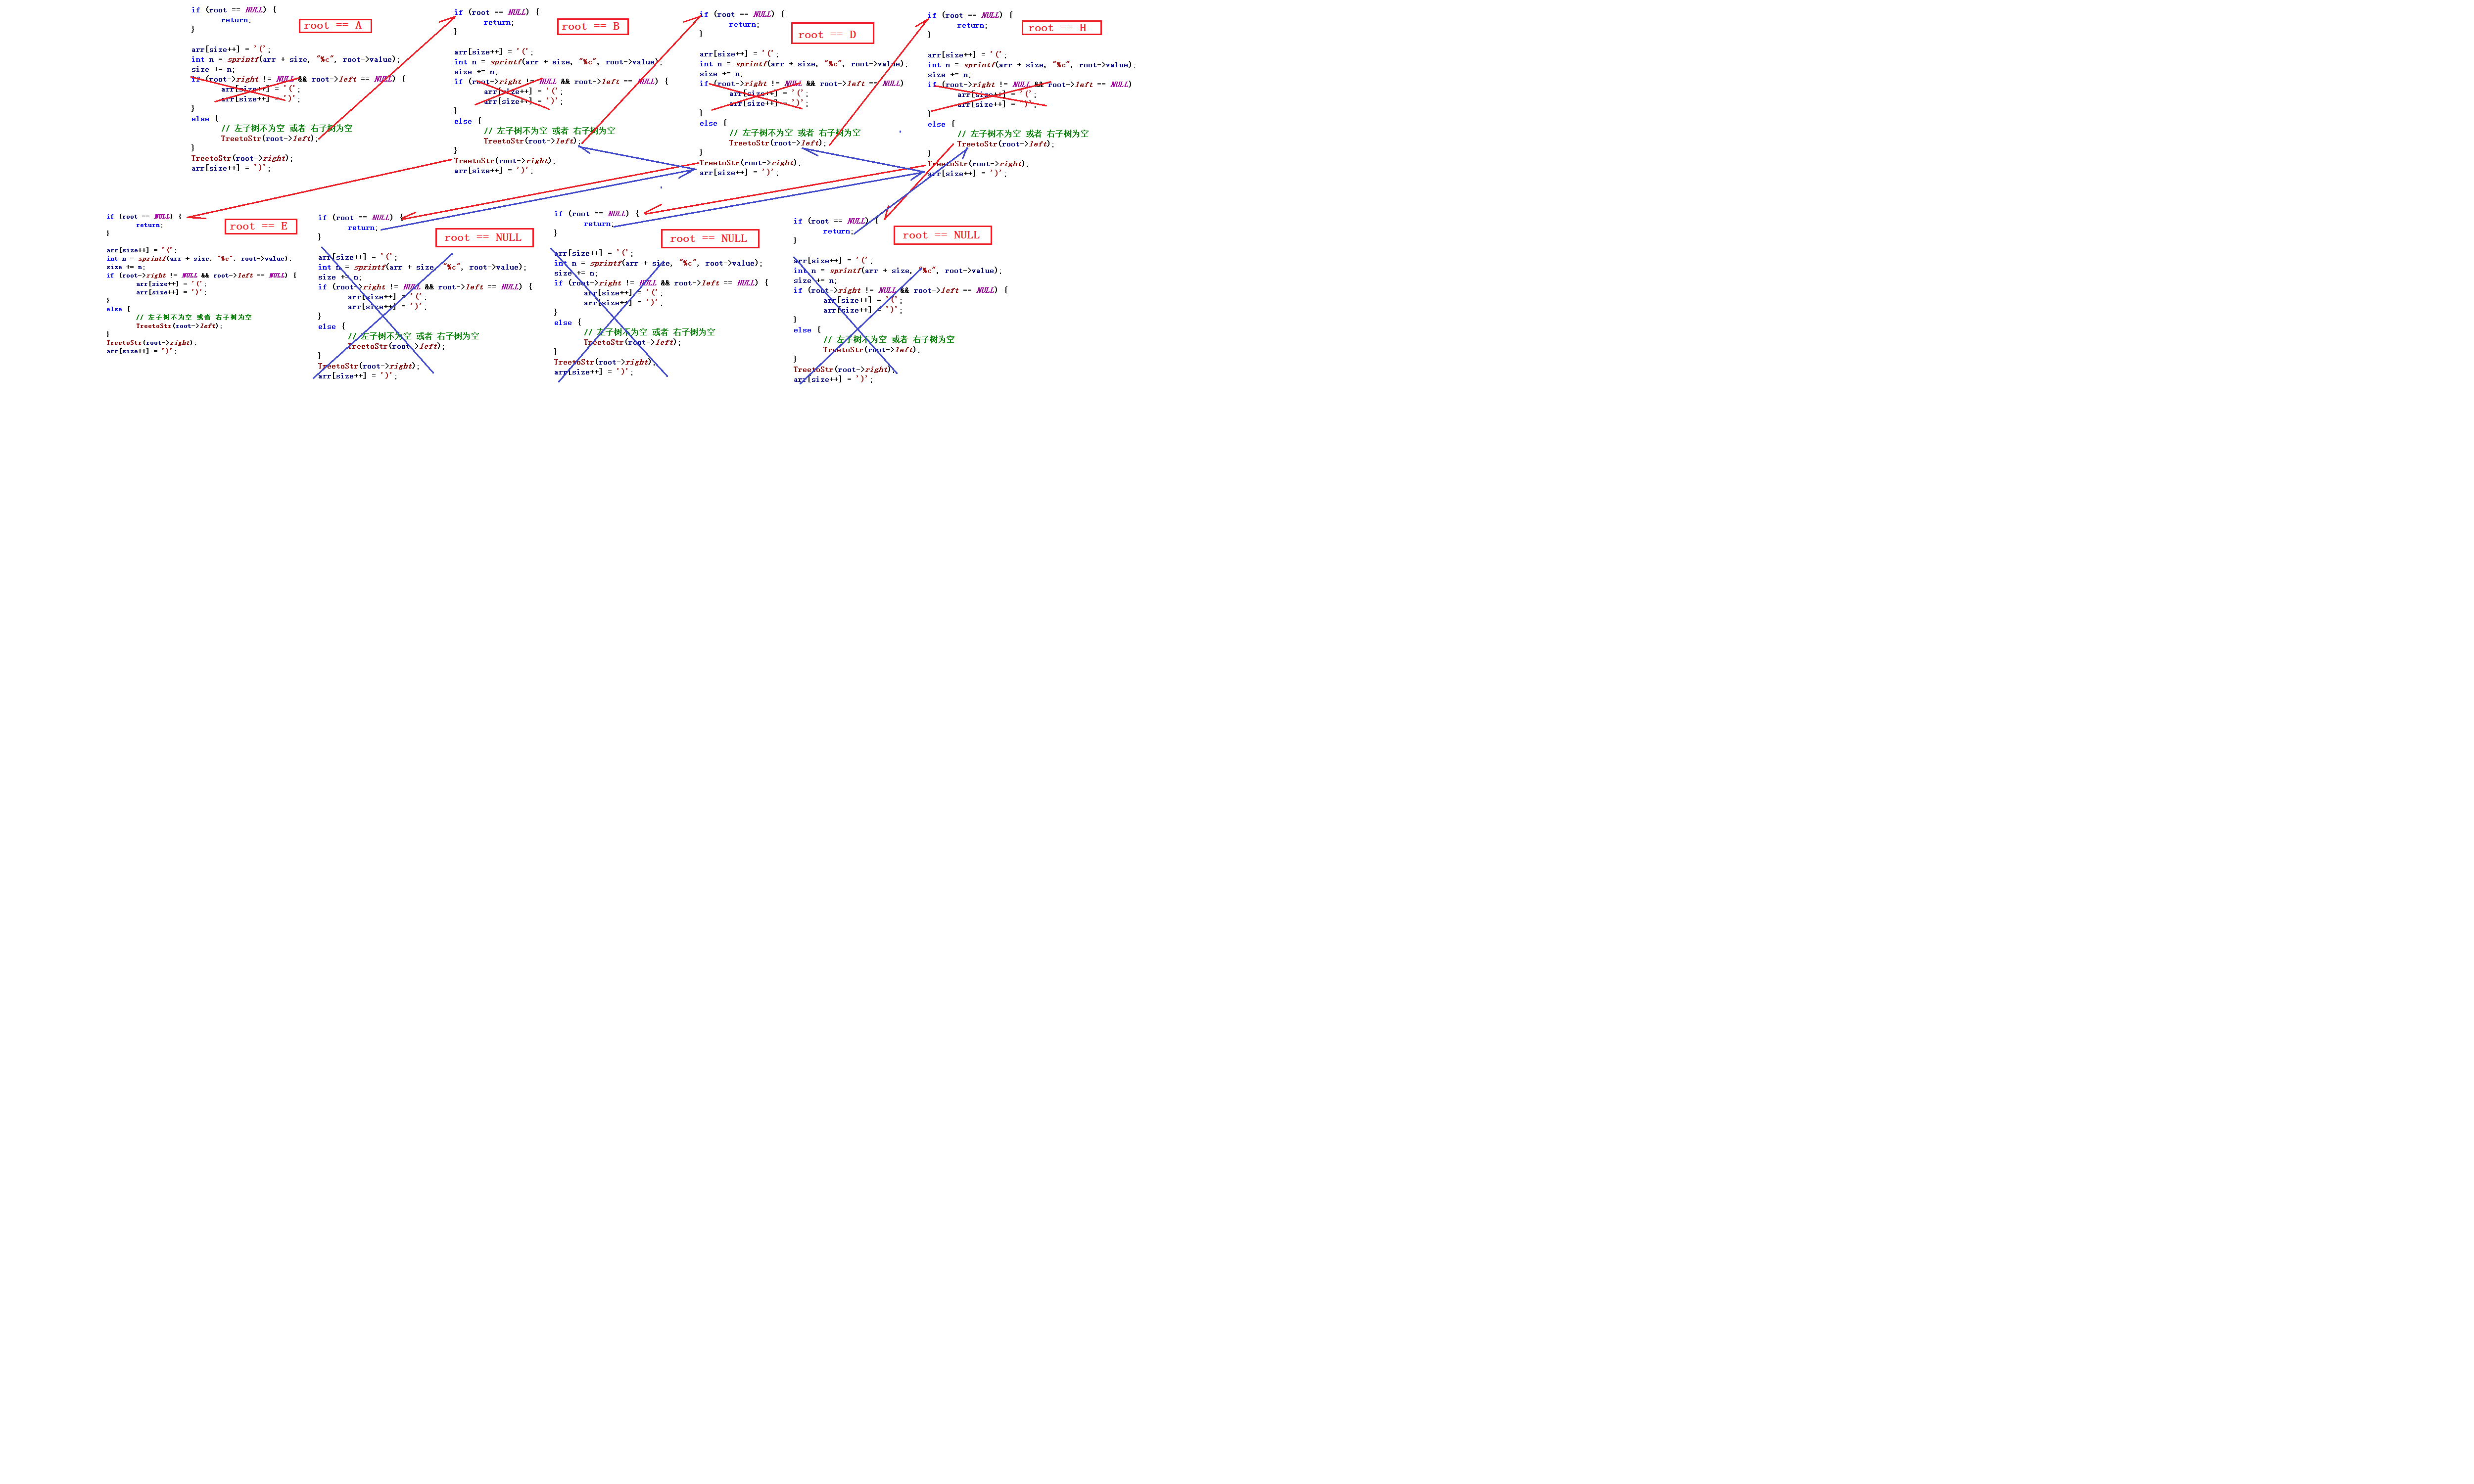 if (root == NULL) {
return;
}
arr[size++] = '(';
int n = sprintf(arr + size, "%c", root->value);
size += n;
if (root->right != NULL && root->left == NULL) {
arr[size++] = '(';
arr[size++] = ')';
}
else {
// 左子树不为空 或者 右子树为空
TreetoStr(root->left);
}
TreetoStr(root->right);
arr[size++] = ')';
root == A
if (root == NULL) {
return;
}
arr[size++] = '(';
int n = sprintf(arr + size, "%c", root->value);
size += n;
if (root->right != NULL && root->left == NULL) {
arr[size++] = '(';
arr[size++] = ')';
}
else {
// 左子树不为空 或者 右子树为空
TreetoStr(root->left);
}
TreetoStr(root->right);
arr[size++] = ')';
root == B
if (root == NULL) {
return;
}
arr[size++] = '(';
int n = sprintf(arr + size, "%c", root->value);
size += n;
if (root->right != NULL && root->left == NULL)
arr[size++] = '(';
arr[size++] = ')';
}
else {
// 左子树不为空 或者 右子树为空
TreetoStr(root->left);
}
TreetoStr(root->right);
arr[size++] = ')';
root == D
if (root == NULL) {
return;
}
arr[size++] = '(';
int n = sprintf(arr + size, "%c", root->value);
size += n;
if (root->right != NULL && root->left == NULL)
arr[size++] = '(';
arr[size++] = ')';
}
else {
// 左子树不为空 或者 右子树为空
TreetoStr(root->left);
}
TreetoStr(root->right);
arr[size++] = ')';
root == H
if (root == NULL) {
return;
}
arr[size++] = '(';
int n = sprintf(arr + size, "%c", root->value);
size += n;
if (root->right != NULL && root->left == NULL) {
arr[size++] = '(';
arr[size++] = ')';
}
else {
// 左子树不为空 或者 右子树为空
TreetoStr(root->left);
}
TreetoStr(root->right);
arr[size++] = ')';
root == E
if (root == NULL) {
return;
}
arr[size++] = '(';
int n = sprintf(arr + size, "%c", root->value);
size += n;
if (root->right != NULL && root->left == NULL) {
arr[size++] = '(';
arr[size++] = ')';
}
else {
// 左子树不为空 或者 右子树为空
TreetoStr(root->left);
}
TreetoStr(root->right);
arr[size++] = ')';
root == NULL
if (root == NULL) {
return;
}
arr[size++] = '(';
int n = sprintf(arr + size, "%c", root->value);
size += n;
if (root->right != NULL && root->left == NULL) {
arr[size++] = '(';
arr[size++] = ')';
}
else {
// 左子树不为空 或者 右子树为空
TreetoStr(root->left);
}
TreetoStr(root->right);
arr[size++] = ')';
root == NULL
if (root == NULL) {
return;
}
arr[size++] = '(';
int n = sprintf(arr + size, "%c", root->value);
size += n;
if (root->right != NULL && root->left == NULL) {
arr[size++] = '(';
arr[size++] = ')';
}
else {
// 左子树不为空 或者 右子树为空
TreetoStr(root->left);
}
TreetoStr(root->right);
arr[size++] = ')';
root == NULL